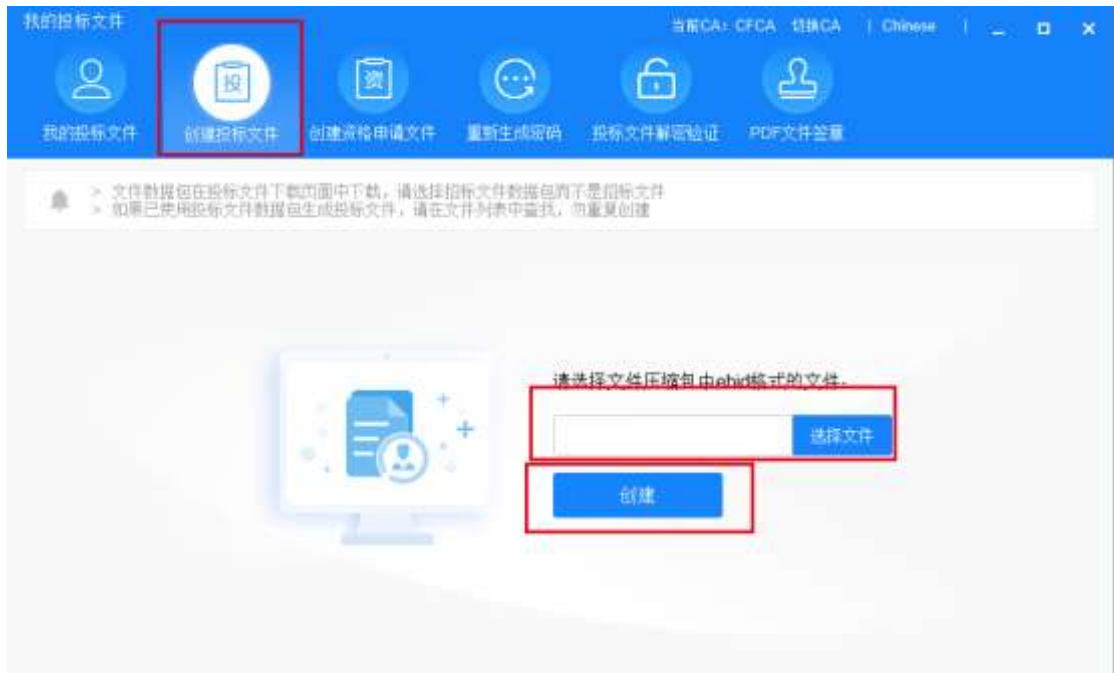 我的投标文件
当前CA: CFCA 切换CA | Chinese |
投
资
我的投标文件 创建投标文件 创建资格申请文件 重新生成密码 投标文件解密验证 PDF文件签章
> 文件数据包在投标文件下载页面中下载，请选择招标文件数据包而不是招标文件
> 如果已使用投标文件数据包生成投标文件，请在文件列表中查找，勿重复创建
请选择文件压缩包中ebid格式的文件.
选择文件
创建